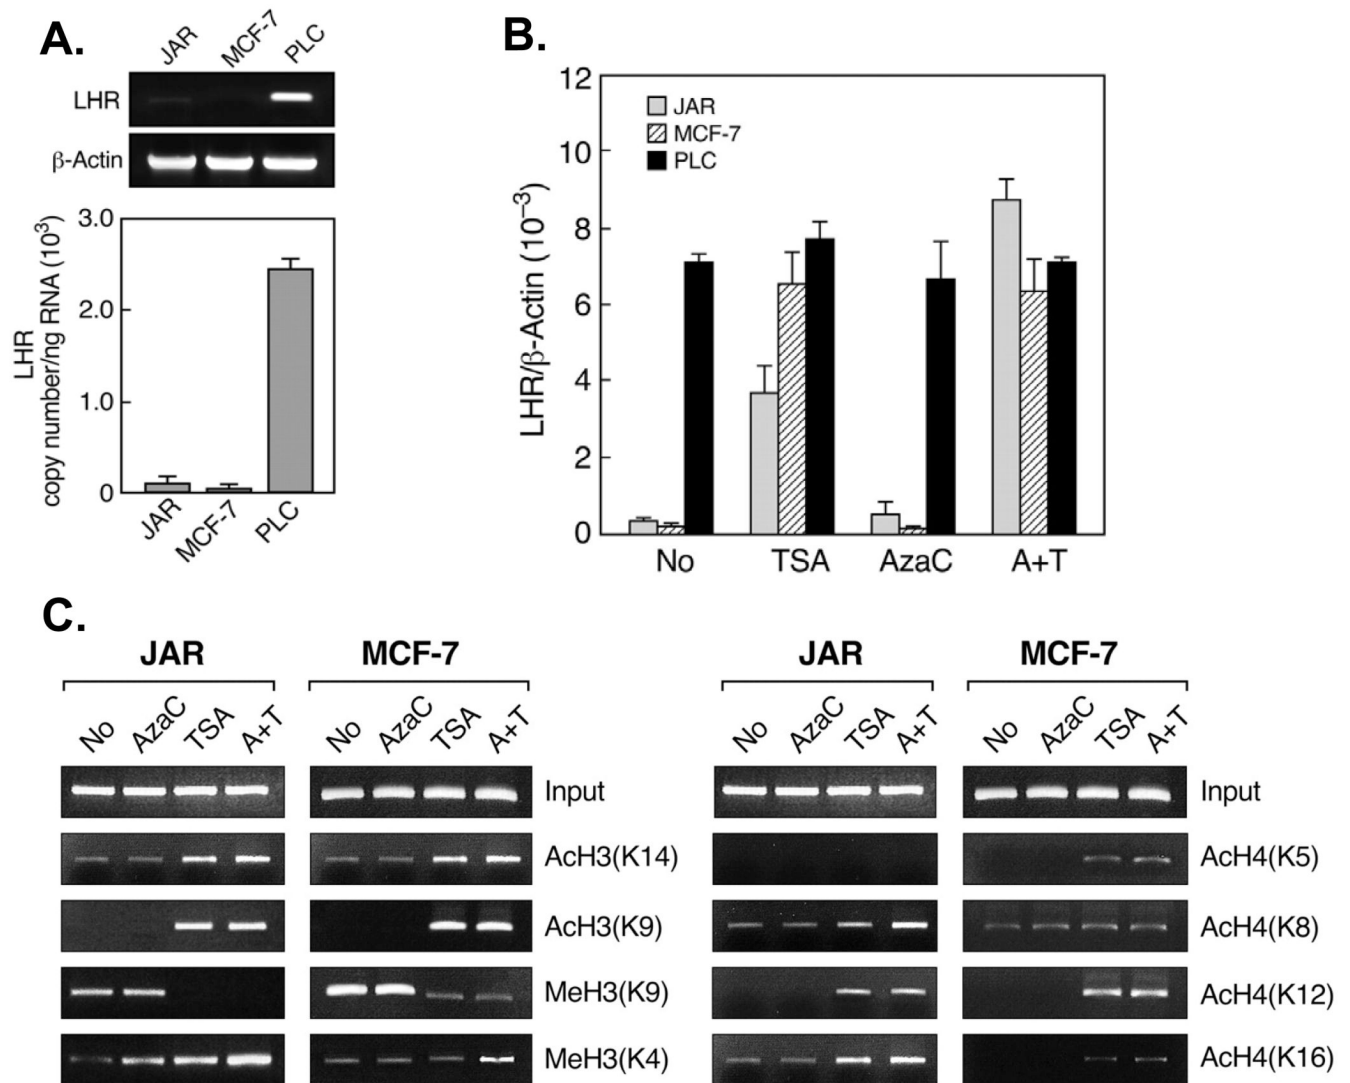 A.
JAR MCF-7 PLC
LHR
β-Actin
LHR
copy number/ng RNA (10³)
3.0
2.0
1.0
0
JAR MCF-7 PLC
B.
LHR/β-Actin (10⁻³)
12
10
8
6
4
2
0
JAR
MCF-7
PLC
No TSA AzaC A+T
C.
JAR MCF-7
No AzaC TSA A+T No AzaC TSA A+T
Input
AcH3(K14)
AcH3(K9)
MeH3(K9)
MeH3(K4)
JAR MCF-7
No AzaC TSA A+T No AzaC TSA A+T
Input
AcH4(K5)
AcH4(K8)
AcH4(K12)
AcH4(K16)